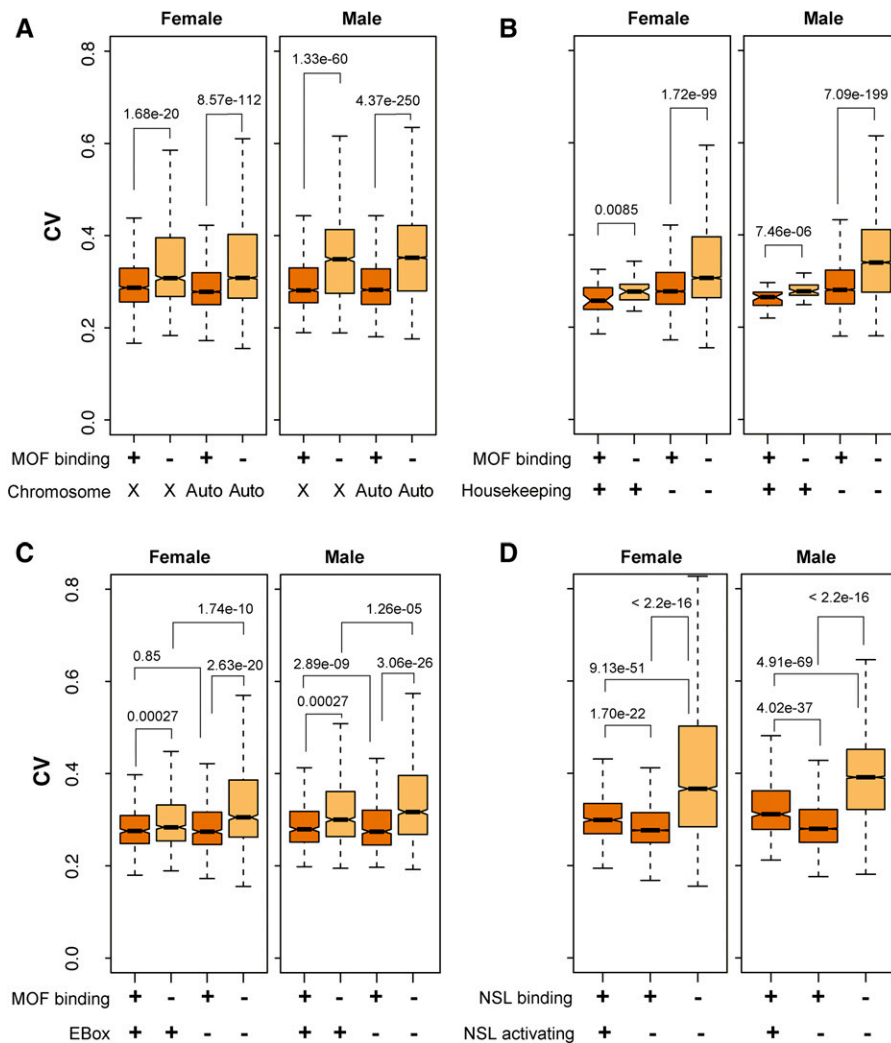 A
Female Male
CV
0.8
0.6
0.4
0.2
0.0
1.68e-20 8.57e-112 1.33e-60 4.37e-250
MOF binding + - + - + - + -
Chromosome X X Auto Auto X X Auto Auto
B
Female Male
0.0085 1.72e-99 7.46e-06 7.09e-199
MOF binding + - + - + - + -
Housekeeping + + - - + + - -
C
Female Male
CV
0.8
0.6
0.4
0.2
0.0
1.74e-10 1.26e-05
0.85 2.63e-20 2.89e-09 3.06e-26
0.00027 0.00027
MOF binding + - + - + - + -
EBox + + - - + + - -
D
Female Male
< 2.2e-16 < 2.2e-16
9.13e-51 4.91e-69
1.70e-22 4.02e-37
NSL binding + + - + + -
NSL activating + - - + - -